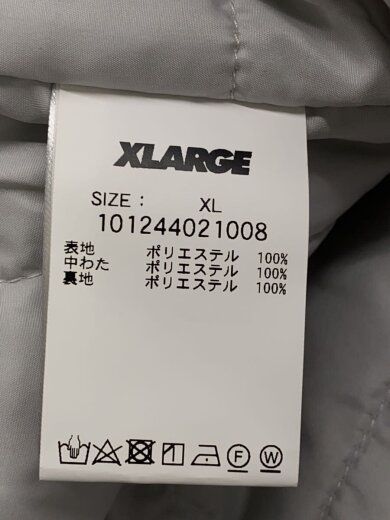 XLARGE
SIZE : XL
101244021008
表地 ポリエステル 100%
中わた ポリエステル 100%
裏地 ポリエステル 100%
F W